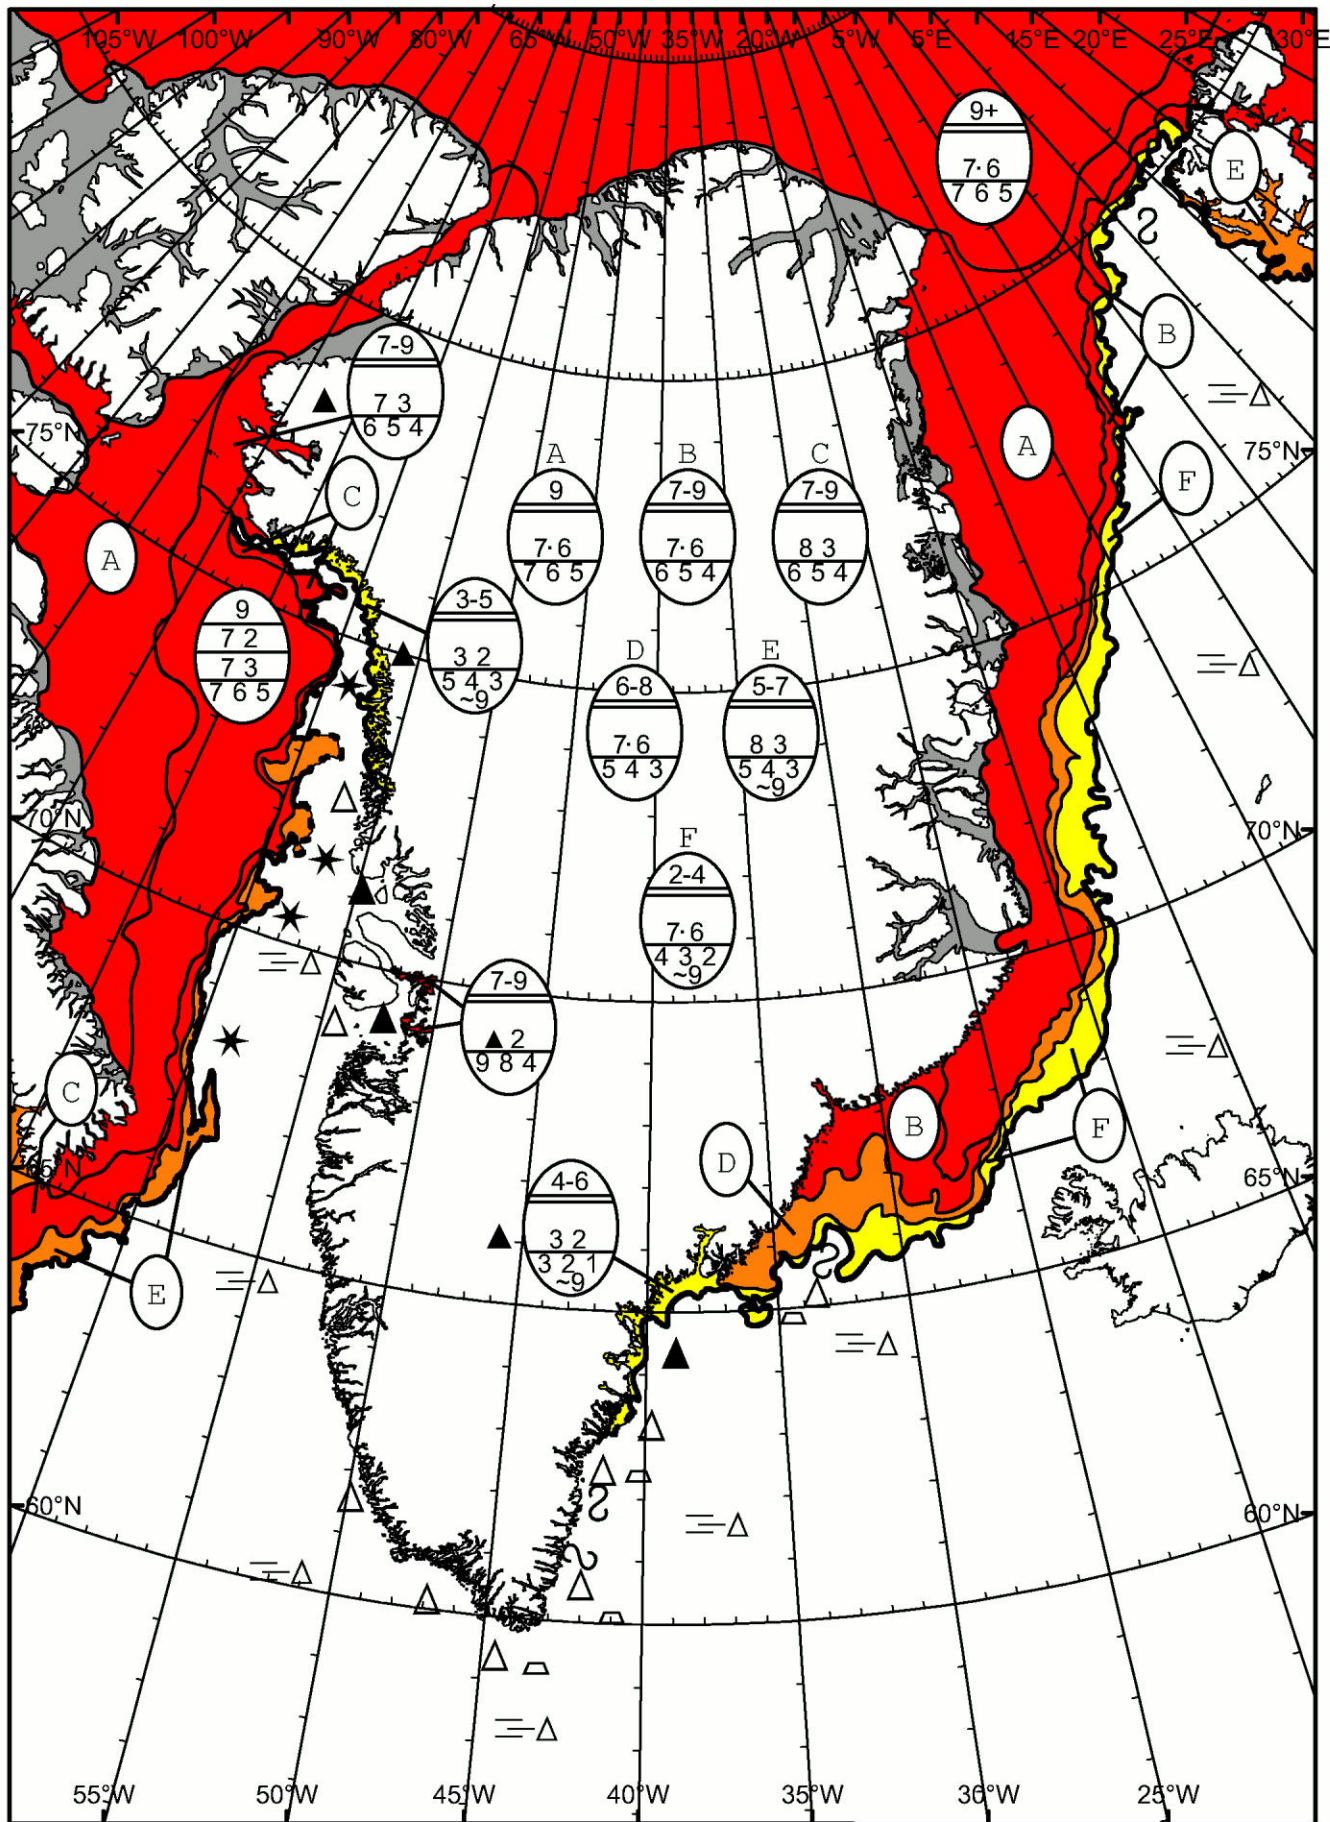 105°W 100°W 90°W 80°W 65°W 50°W 35°W 20°W 5°W 5°E 15°E 20°E 25°E 30°E
9+
7·6
7 6 5
E
B
7-9
7 3
6 5 4
75°N
A
75°N
C
F
A
9
7·6
7 6 5
B
7-9
7·6
6 5 4
C
7-9
8 3
6 5 4
A
9
7 2
7 3
7 6 5
3-5
3 2
5 4 3
~9
D
6-8
7·6
5 4 3
E
5-7
8 3
5 4 3
~9
70°N
70°N
F
2-4
7·6
4 3 2
~9
7-9
▲ 2
9 8 4
C
B
F
D
65°N
65°N
4-6
3 2
3 2 1
~9
E
60°N
60°N
55°W 50°W 45°W 40°W 35°W 30°W 25°W